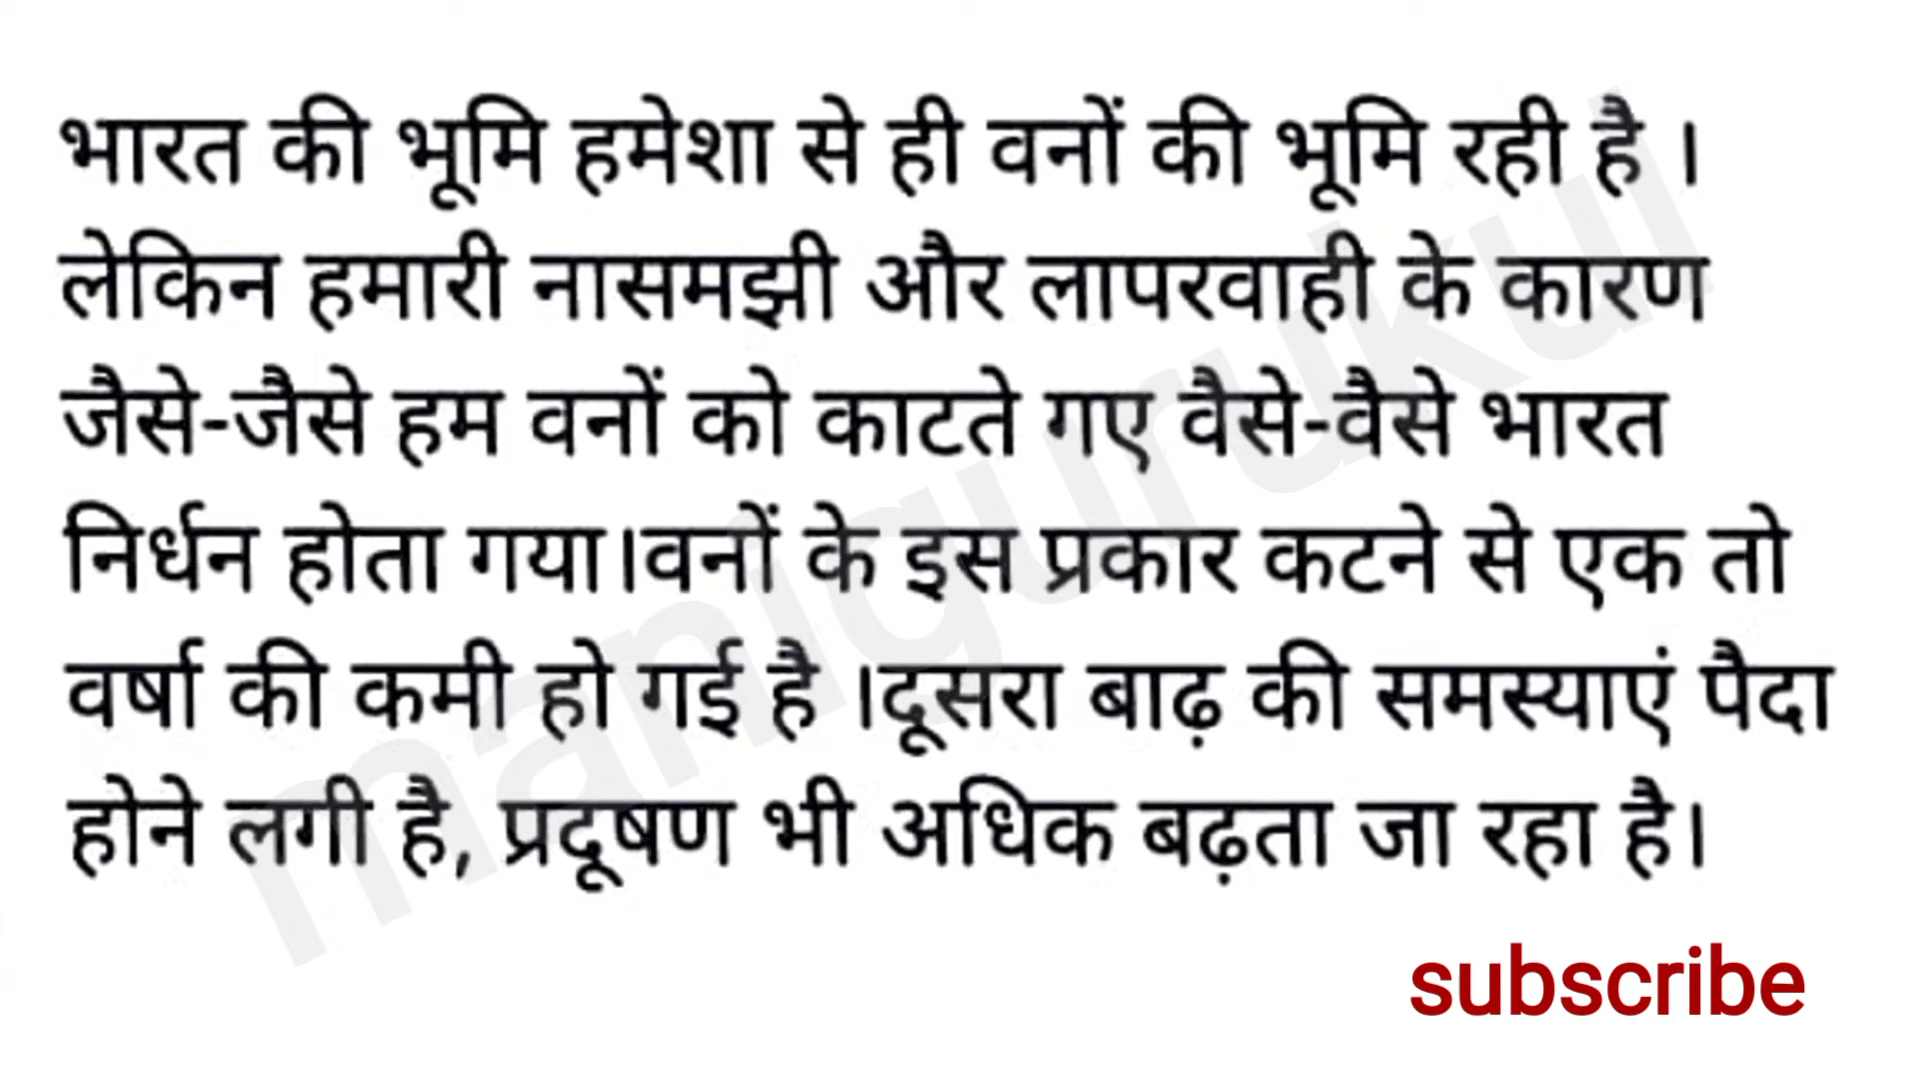 भारत की भूमि हमेशा से ही वनों की भूमि रही है ।
लेकिन हमारी नासमझी और लापरवाही के कारण
जैसे-जैसे हम वनों को काटते गए वैसे-वैसे भारत
निर्धन होता गया।वनों के इस प्रकार कटने से एक तो
वर्षा की कमी हो गई है ।दूसरा बाढ़ की समस्याएं पैदा
होने लगी है, प्रदूषण भी अधिक बढ़ता जा रहा है।
manigurukul
subscribe